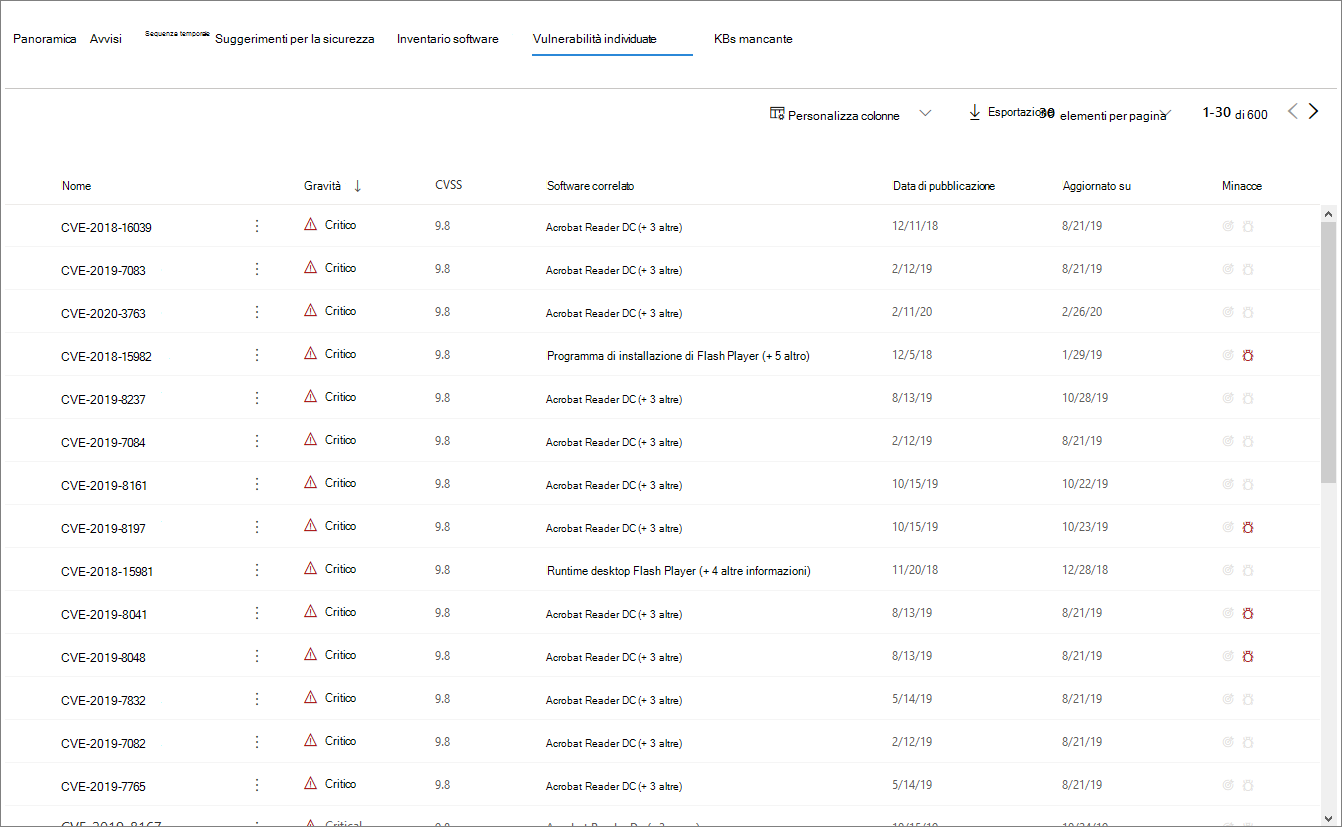 Panoramica Avvisi Sequenza temporale Suggerimenti per la sicurezza Inventario software Vulnerabilità individuate KBs mancante
Personalizza colonne Esportazione 30 elementi per pagina 1-30 di 600
Nome Gravità ↓ CVSS Software correlato Data di pubblicazione Aggiornato su Minacce
CVE-2018-16039 Critico 9.8 Acrobat Reader DC (+ 3 altre) 12/11/18 8/21/19
CVE-2019-7083 Critico 9.8 Acrobat Reader DC (+ 3 altre) 2/12/19 8/21/19
CVE-2020-3763 Critico 9.8 Acrobat Reader DC (+ 3 altre) 2/11/20 2/26/20
CVE-2018-15982 Critico 9.8 Programma di installazione di Flash Player (+ 5 altro) 12/5/18 1/29/19
CVE-2019-8237 Critico 9.8 Acrobat Reader DC (+ 3 altre) 8/13/19 10/28/19
CVE-2019-7084 Critico 9.8 Acrobat Reader DC (+ 3 altre) 2/12/19 8/21/19
CVE-2019-8161 Critico 9.8 Acrobat Reader DC (+ 3 altre) 10/15/19 10/22/19
CVE-2019-8197 Critico 9.8 Acrobat Reader DC (+ 3 altre) 10/15/19 10/23/19
CVE-2018-15981 Critico 9.8 Runtime desktop Flash Player (+ 4 altre informazioni) 11/20/18 12/28/18
CVE-2019-8041 Critico 9.8 Acrobat Reader DC (+ 3 altre) 8/13/19 8/21/19
CVE-2019-8048 Critico 9.8 Acrobat Reader DC (+ 3 altre) 8/13/19 8/21/19
CVE-2019-7832 Critico 9.8 Acrobat Reader DC (+ 3 altre) 5/14/19 8/21/19
CVE-2019-7082 Critico 9.8 Acrobat Reader DC (+ 3 altre) 2/12/19 8/21/19
CVE-2019-7765 Critico 9.8 Acrobat Reader DC (+ 3 altre) 5/14/19 8/21/19
CVE-2019-8167 Critical 9.8 Acrobat Reader Dc 10/15/19